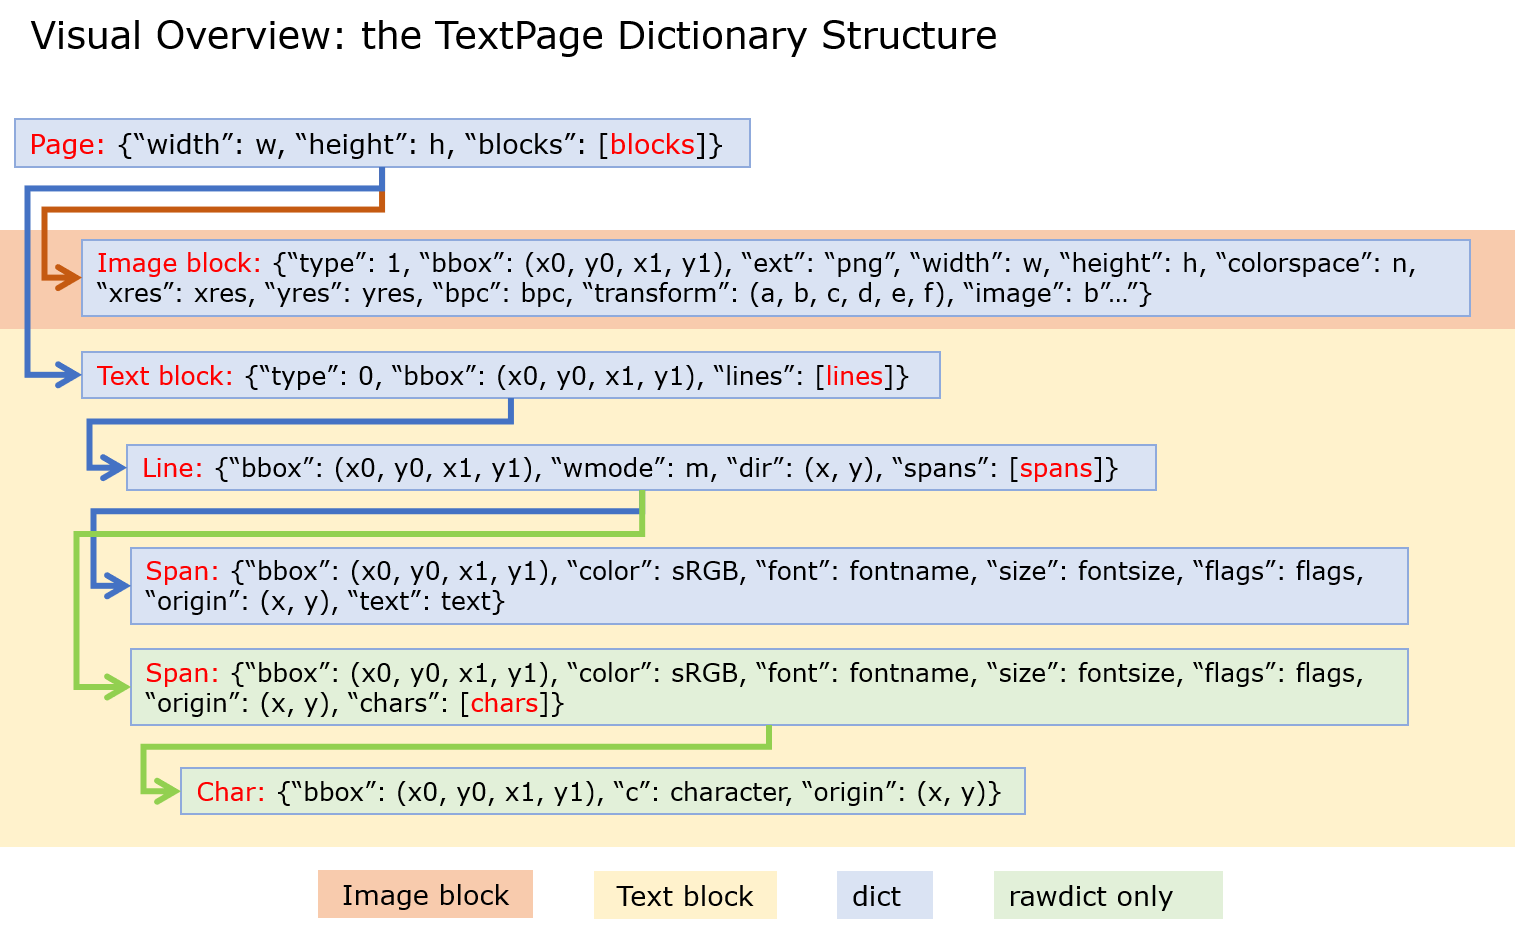 Visual Overview: the TextPage Dictionary Structure
Page: {“width”: w, “height”: h, “blocks”: [blocks]}
Image block: {“type”: 1, “bbox”: (x0, y0, x1, y1), “ext”: “png”, “width”: w, “height”: h, “colorspace”: n,
“xres”: xres, “yres”: yres, “bpc”: bpc, “transform”: (a, b, c, d, e, f), “image”: b”…”}
Text block: {“type”: 0, “bbox”: (x0, y0, x1, y1), “lines”: [lines]}
Line: {“bbox”: (x0, y0, x1, y1), “wmode”: m, “dir”: (x, y), “spans”: [spans]}
Span: {“bbox”: (x0, y0, x1, y1), “color”: sRGB, “font”: fontname, “size”: fontsize, “flags”: flags,
“origin”: (x, y), “text”: text}
Span: {“bbox”: (x0, y0, x1, y1), “color”: sRGB, “font”: fontname, “size”: fontsize, “flags”: flags,
“origin”: (x, y), “chars”: [chars]}
Char: {“bbox”: (x0, y0, x1, y1), “c”: character, “origin”: (x, y)}
Image block
Text block
dict
rawdict only